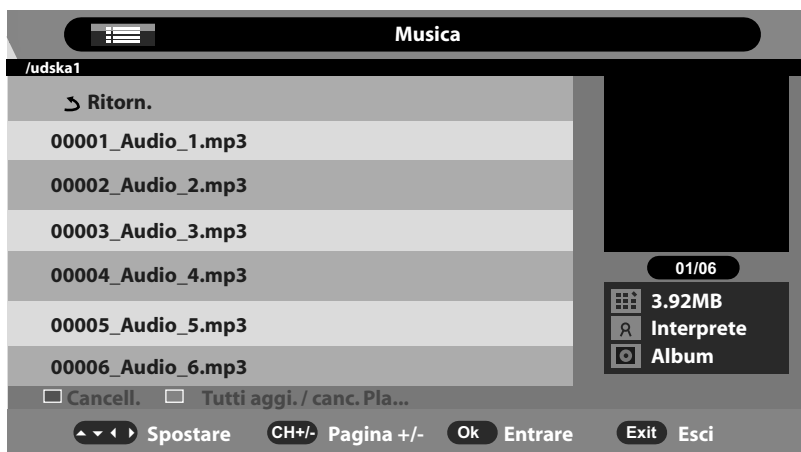 Musica
/udska1
Ritorn.
00001_Audio_1.mp3
00002_Audio_2.mp3
00003_Audio_3.mp3
00004_Audio_4.mp3
00005_Audio_5.mp3
00006_Audio_6.mp3
01/06
3.92MB
Interprete
Album
Cancell. Tutti aggi. / canc. Pla...
Spostare CH+/- Pagina +/- Ok Entrare Exit Esci